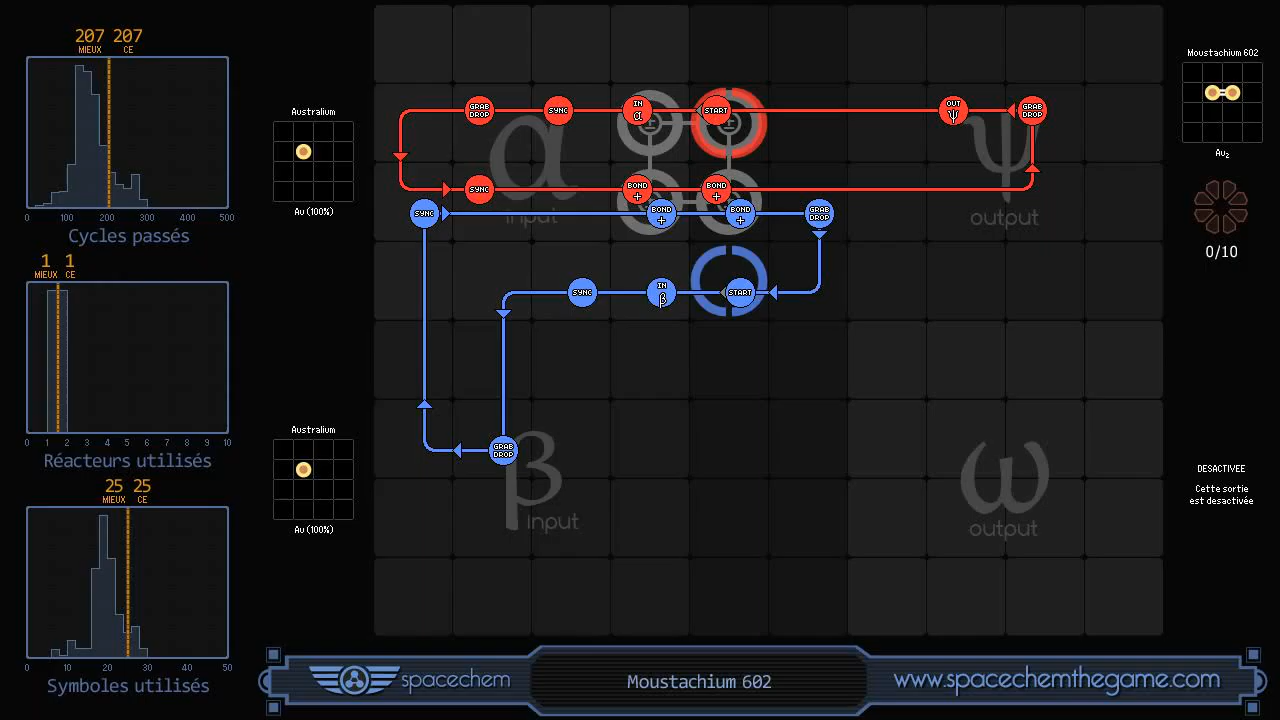 207 207
MIEUX CE
0 100 200 300 400 500
Cycles passés
1 1
MIEUX CE
0 1 2 3 4 5 6 7 8 9 10
Réacteurs utilisés
25 25
MIEUX CE
0 10 20 30 40 50
Symboles utilisés
Australium
Au (100%)
Australium
Au (100%)
GRAB DROP
SYNC
IN α
START
OUT ψ
GRAB DROP
SYNC
BOND +
BOND +
SYNC
BOND +
BOND +
GRAB DROP
SYNC
IN β
START
GRAB DROP
α
input
ψ
output
β
input
ω
output
Moustachium 602
Au2
0/10
DESACTIVEE
Cette sortie
est desactivée
spacechem
Moustachium 602
www.spacechemthegame.com